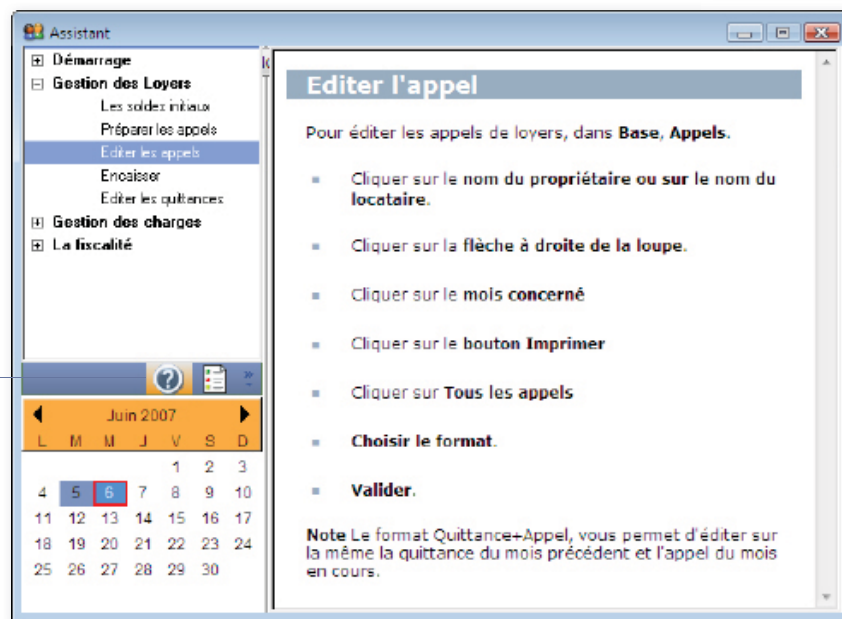 Assistant
Démarrage
Gestion des Loyers
Les soldes initiaux
Préparer les appels
Editer les appels
Encaisser
Editer les quittances
Gestion des charges
La fiscalité
Juin 2007
L M M J V S D
1 2 3
4 5 6 7 8 9 10
11 12 13 14 15 16 17
18 19 20 21 22 23 24
25 26 27 28 29 30
Editer l'appel
Pour éditer les appels de loyers, dans Base, Appels.
Cliquer sur le nom du propriétaire ou sur le nom du
locataire.
Cliquer sur la flèche à droite de la loupe.
Cliquer sur le mois concerné
Cliquer sur le bouton Imprimer
Cliquer sur Tous les appels
Choisir le format.
Valider.
Note Le format Quittance+Appel, vous permet d'éditer sur
la même la quittance du mois précédent et l'appel du mois
en cours.